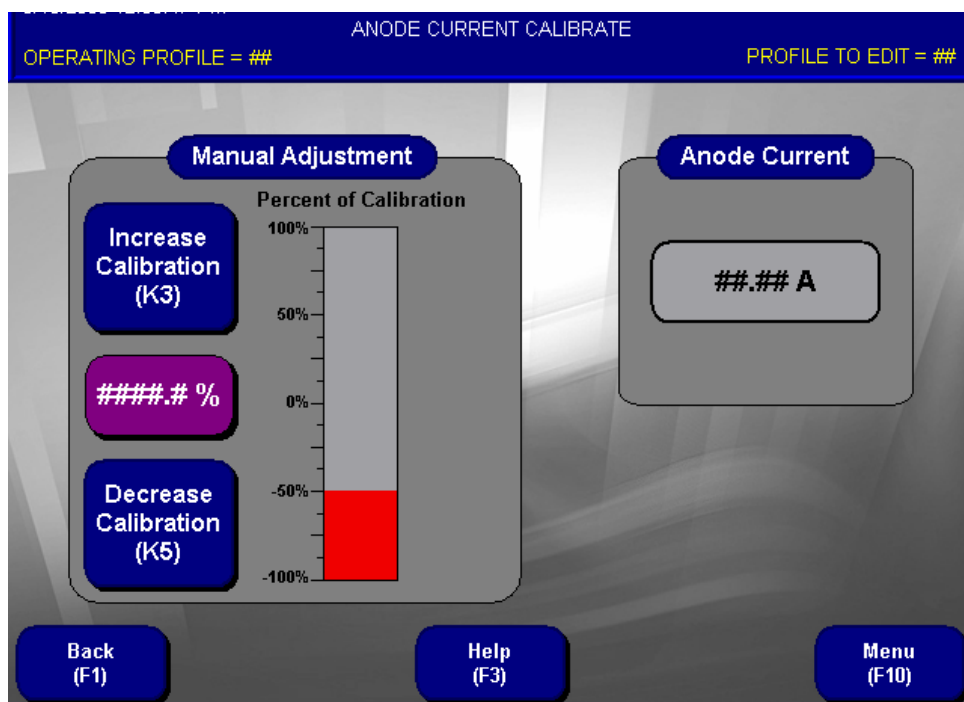 ANODE CURRENT CALIBRATE
OPERATING PROFILE = ##
PROFILE TO EDIT = ##
Manual Adjustment
Anode Current
Percent of Calibration
Increase
Calibration
(K3)
100%
50%
0%
-50%
-100%
##.## A
####.# %
Decrease
Calibration
(K5)
Back
(F1)
Help
(F3)
Menu
(F10)